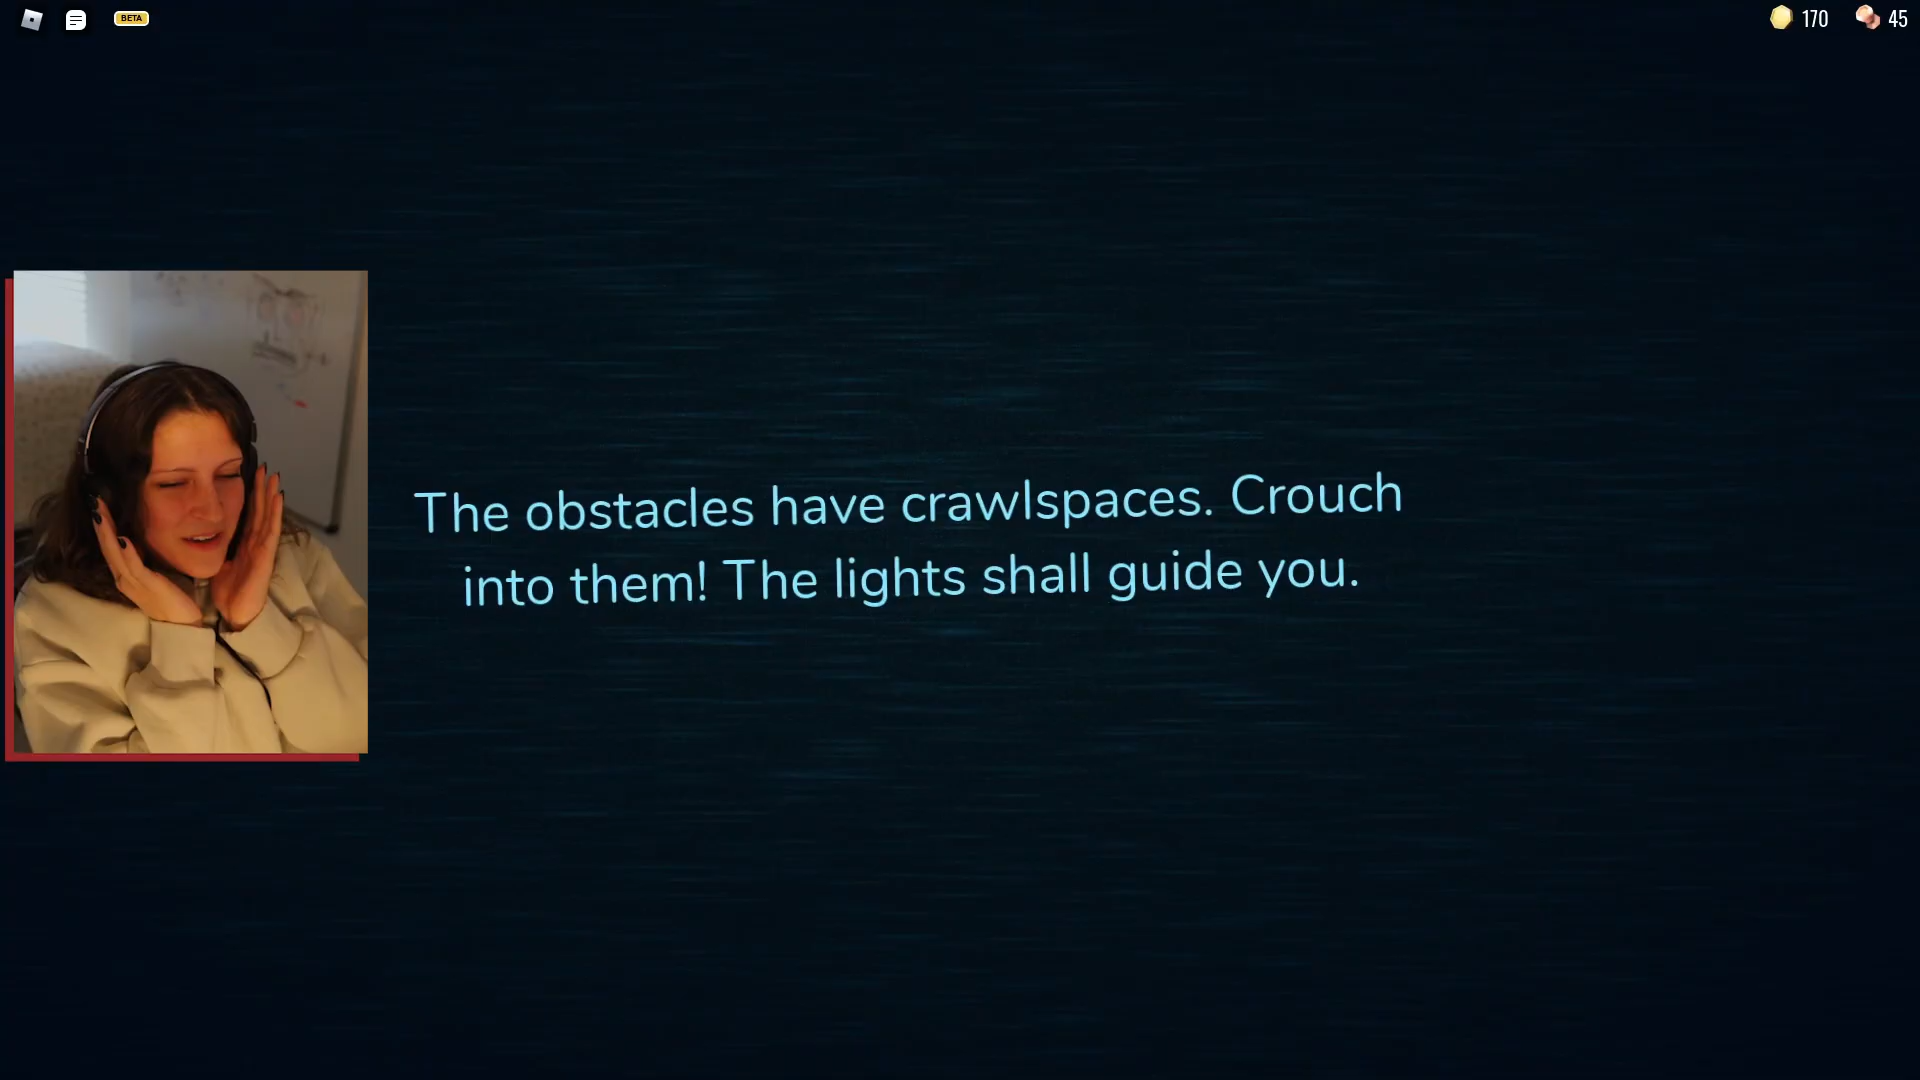 BETA
170
45
The obstacles have crawlspaces. Crouch
into them! The lights shall guide you.